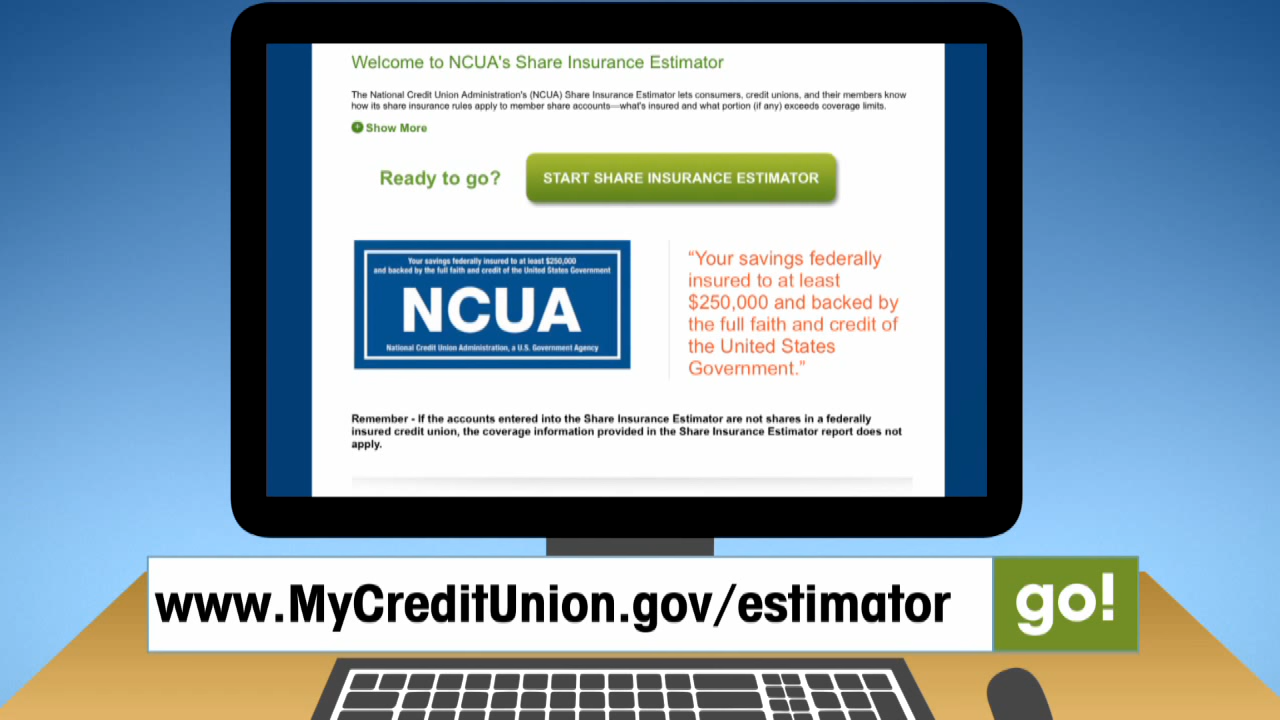 Welcome to NCUA's Share Insurance Estimator
The National Credit Union Administration's (NCUA) Share Insurance Estimator lets consumers, credit unions, and their members know
how its share insurance rules apply to member share accounts—what's insured and what portion (if any) exceeds coverage limits.
Show More
Ready to go?
START SHARE INSURANCE ESTIMATOR
Your savings federally insured to at least $250,000
and backed by the full faith and credit of the United States Government
NCUA
National Credit Union Administration, a U.S. Government Agency
“Your savings federally
insured to at least
$250,000 and backed by
the full faith and credit of
the United States
Government.”
Remember - If the accounts entered into the Share Insurance Estimator are not shares in a federally
insured credit union, the coverage information provided in the Share Insurance Estimator report does not
apply.
www.MyCreditUnion.gov/estimator
go!